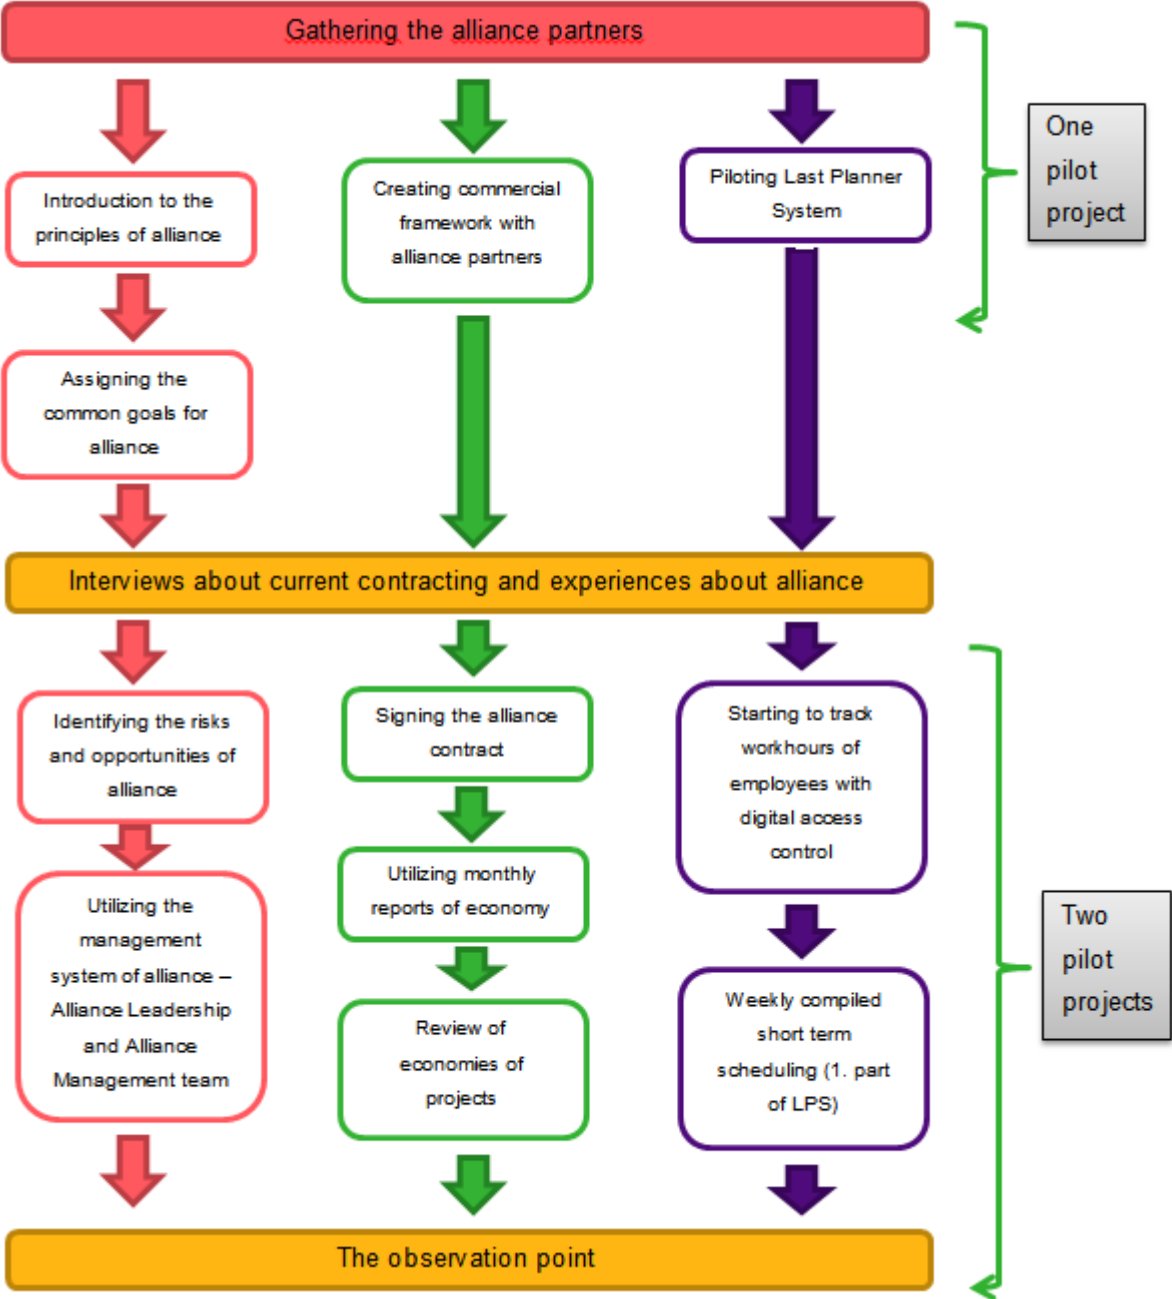 Gathering the alliance partners
One
pilot
project
Introduction to the
principles of alliance
Creating commercial
framework with
alliance partners
Piloting Last Planner
System
Assigning the
common goals for
alliance
Interviews about current contracting and experiences about alliance
Identifying the risks
and opportunities of
alliance
Signing the alliance
contract
Starting to track
workhours of
employees with
digital access
control
Utilizing the
management
system of alliance –
Alliance Leadership
and Alliance
Management team
Utilizing monthly
reports of economy
Two
pilot
projects
Review of
economies of
projects
Weekly compiled
short term
scheduling (1. part
of LPS)
The observation point